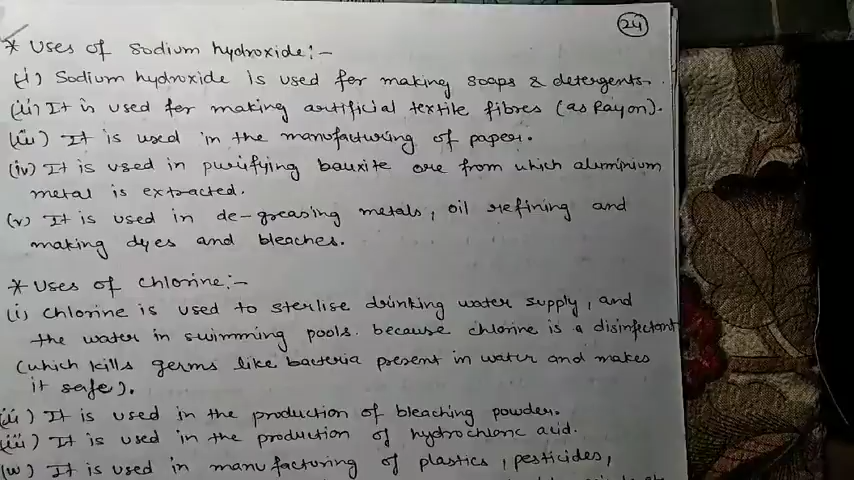 24
* Uses of Sodium hydroxide:-
(i) Sodium hydroxide is used for making soaps & detergents.
(ii) It is used for making artificial textile fibres (as Rayon).
(iii) It is used in the manufacturing of paper.
(iv) It is used in purifying bauxite ore from which aluminium
metal is extracted.
(v) It is used in de-greasing metals, oil refining and
making dyes and bleaches.
* Uses of Chlorine:-
(i) Chlorine is used to sterlise drinking water supply, and
the water in swimming pools. because chlorine is a disinfectant
(which kills germs like bacteria present in water and makes
it safe).
(ii) It is used in the production of bleaching powder.
(iii) It is used in the production of hydrochloric acid.
(iv) It is used in manufacturing of plastics, pesticides,